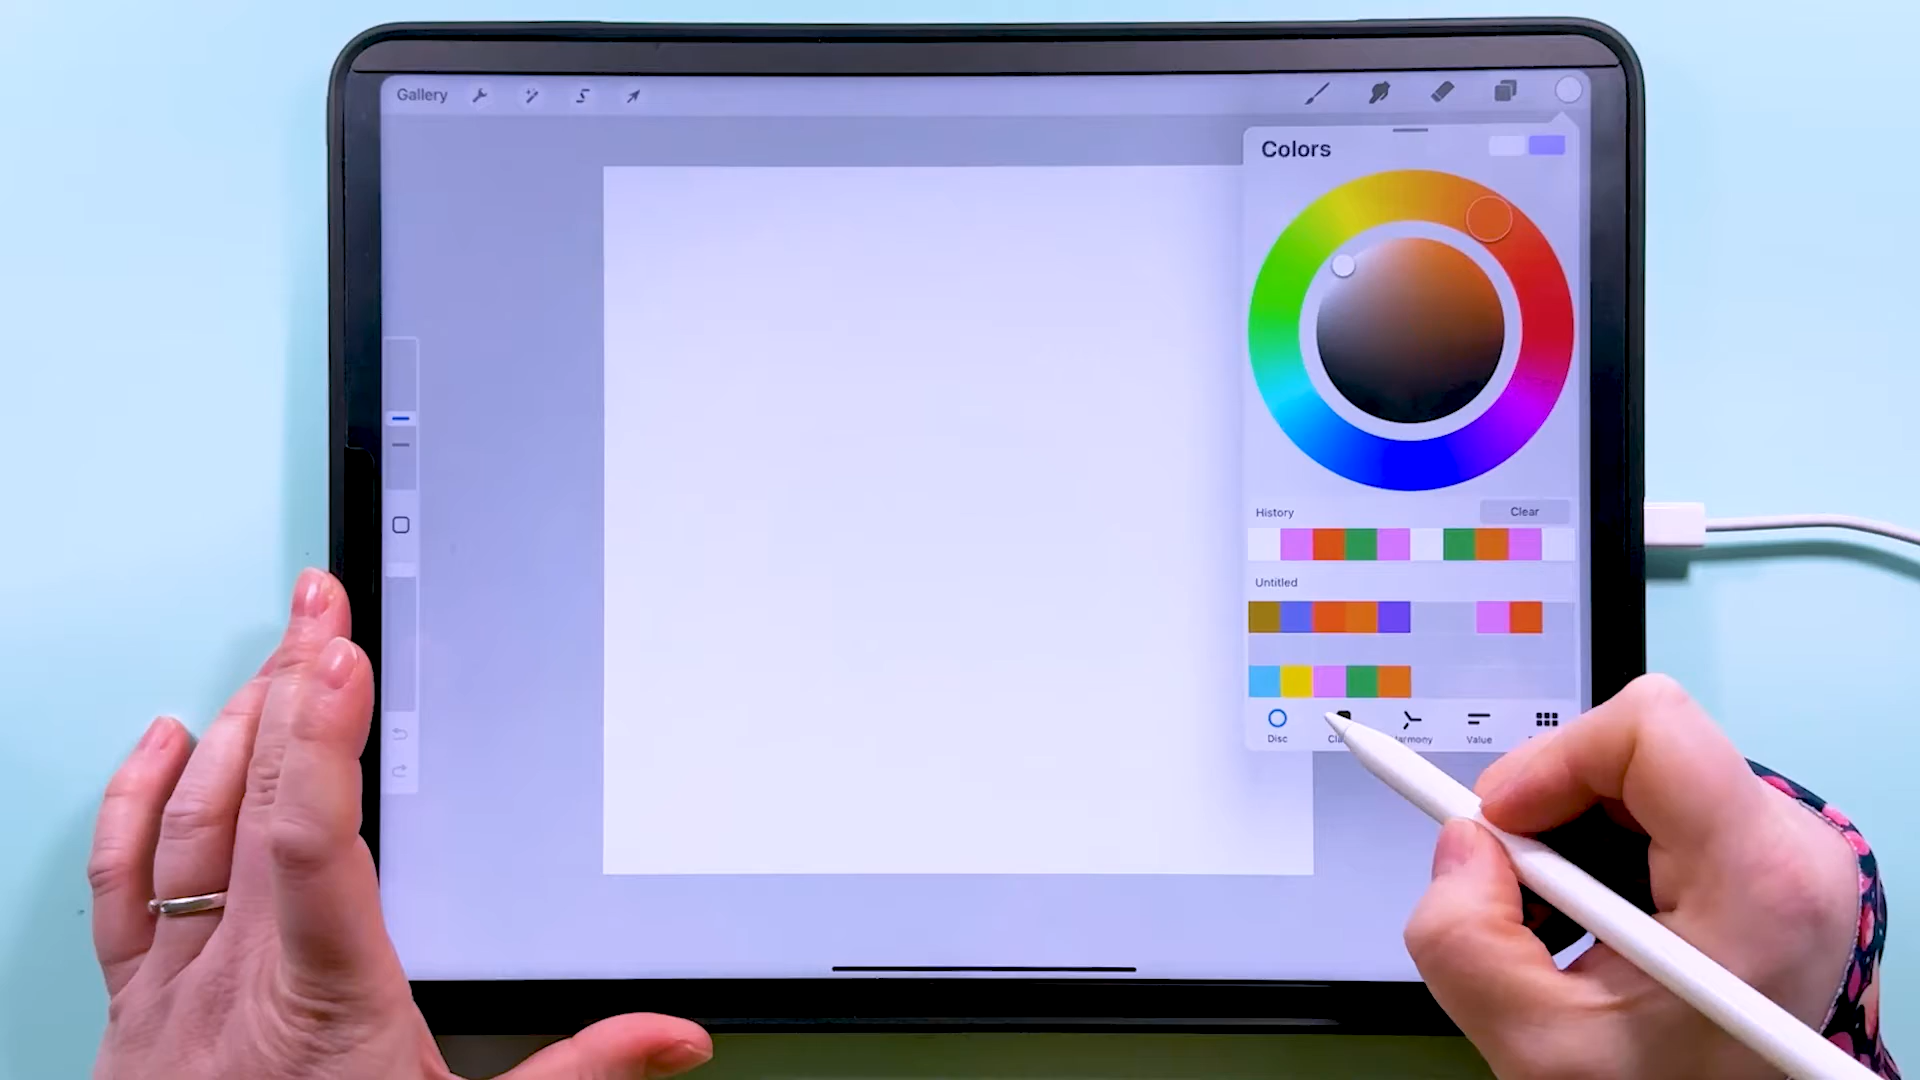 Gallery
Colors
History
Clear
Untitled
Disc
Value